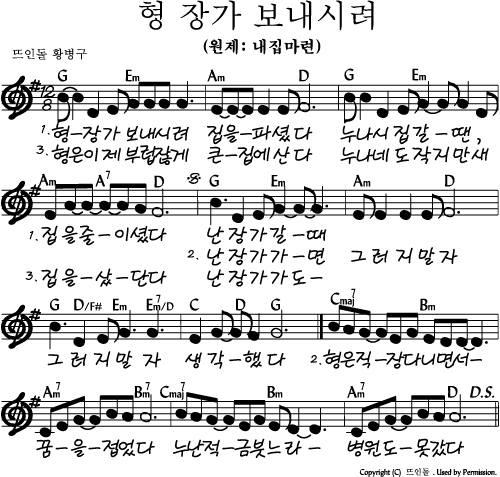 형 장가 보내시려
(원제: 내집마련)
뜨인돌 황병구
G Em Am D G Em
12/8
1. 형-장가 보내시려 집을-파셨다 누나시집갈-땐,
3. 형은이제부럽잖게 큰-집에산다 누나네도작지만새
Am A7 D G Em Am D
1. 집을줄-이셨다 난장가갈-때
2. 난장가가-면 그러지말자
3. 집을-샀-단다 난장가가도-
G D/F# Em Em7/D C D G Cmaj7 Bm
그러지말자 생각-했다 2. 형은적-장다니면서-
Am7 Bm7 Cmaj7 Bm Am7 D D.S.
꿈-을-접었다 누난적-금붓느라- 병원도-못갔다
Copyright (C) 뜨인돌. Used by Permission.